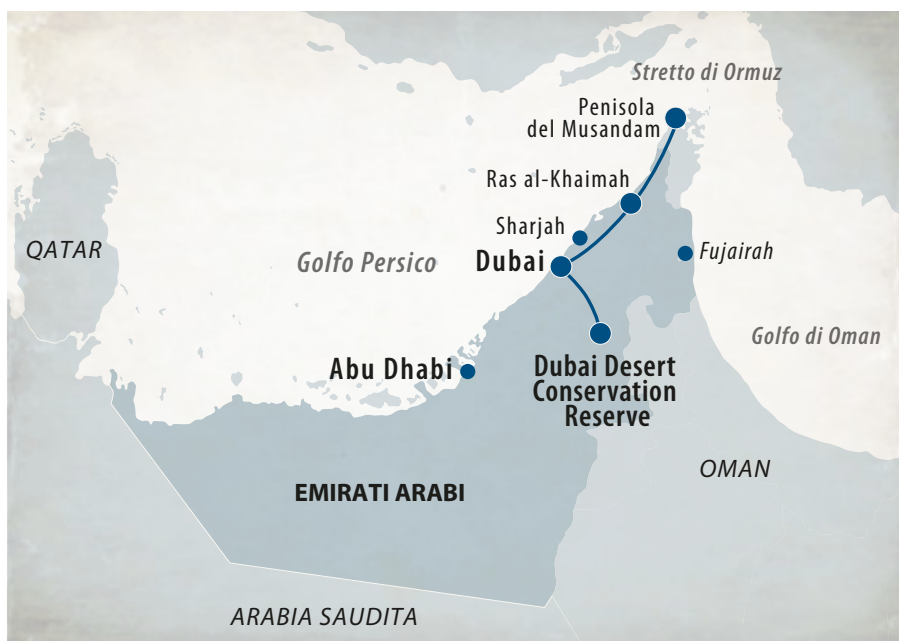 Stretto di Ormuz
Penisola
del Musandam
Ras al-Khaimah
Sharjah
QATAR
Golfo Persico
Dubai
Fujairah
Golfo di Oman
Abu Dhabi
Dubai Desert
Conservation
Reserve
OMAN
EMIRATI ARABI
ARABIA SAUDITA